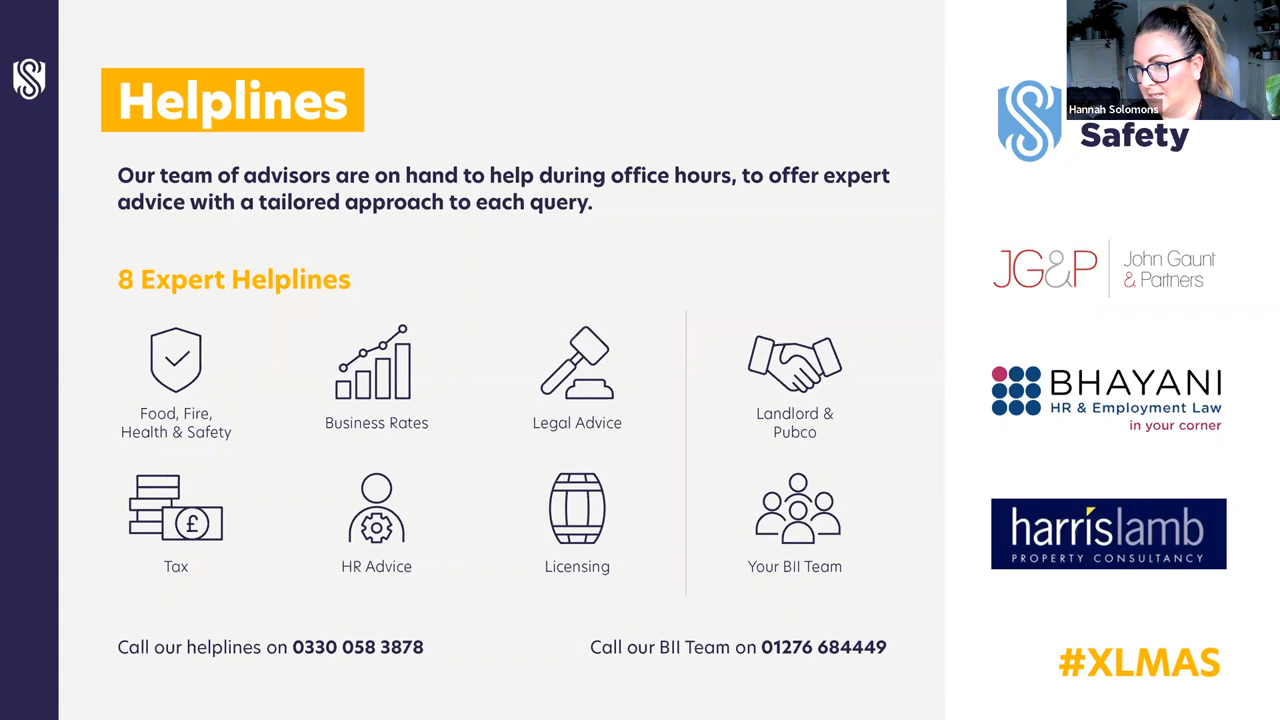 Helplines
Our team of advisors are on hand to help during office hours, to offer expert
advice with a tailored approach to each query.
8 Expert Helplines
Food, Fire,
Health & Safety
Business Rates
Legal Advice
Landlord &
Pubco
Tax
HR Advice
Licensing
Your BII Team
Call our helplines on 0330 058 3878
Call our BII Team on 01276 684449
Hannah Solomons
Safety
JG&P
John Gaunt
& Partners
BHAYANI
HR & Employment Law
in your corner
harrislamb
PROPERTY CONSULTANCY
#XLMAS